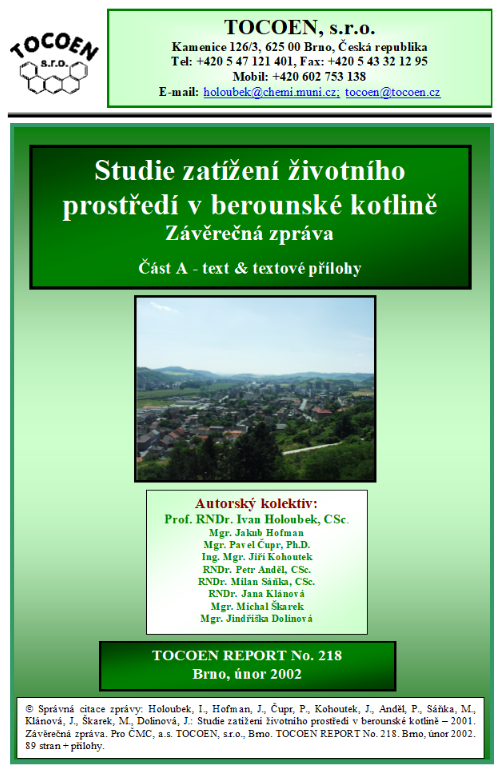 TOCOEN
s.r.o.
TOCOEN, s.r.o.
Kamenice 126/3, 625 00 Brno, Česká republika
Tel: +420 5 47 121 401, Fax: +420 5 43 32 12 95
Mobil: +420 602 753 138
E-mail: holoubek@chemi.muni.cz; tocoen@tocoen.cz
Studie zatížení životního
prostředí v berounské kotlině
Závěrečná zpráva
Část A - text & textové přílohy
Autorský kolektiv:
Prof. RNDr. Ivan Holoubek, CSc.
Mgr. Jakub Hofman
Mgr. Pavel Čupr, Ph.D.
Ing. Mgr. Jiří Kohoutek
RNDr. Petr Anděl, CSc.
RNDr. Milan Sáňka, CSc.
RNDr. Jana Klánová
Mgr. Michal Škarek
Mgr. Jindřiška Dolinová
TOCOEN REPORT No. 218
Brno, únor 2002
® Správná citace zprávy: Holoubek, I., Hofman, J., Čupr, P., Kohoutek, J., Anděl, P., Sáňka, M.,
Klánová, J., Škarek, M., Dolinová, J.: Studie zatížení životního prostředí v berounské kotlině – 2001.
Závěrečná zpráva. Pro ČMC, a.s. TOCOEN, s.r.o., Brno. TOCOEN REPORT No. 218. Brno, únor 2002.
89 stran + přílohy.